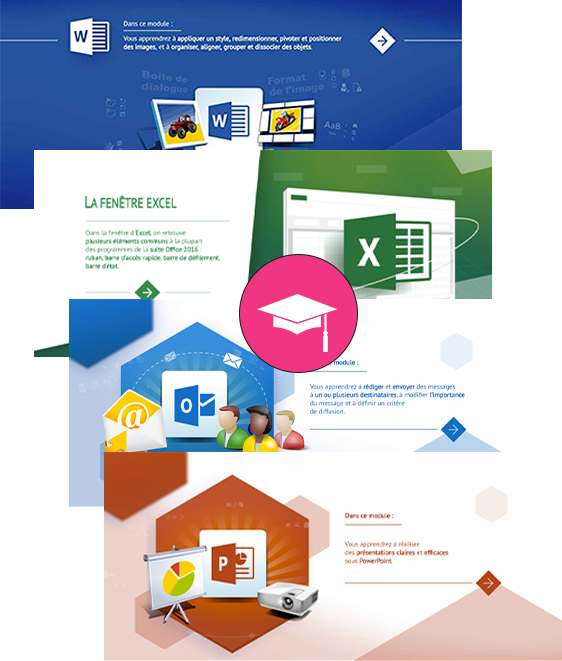 Dans ce module :
Vous apprendrez à appliquer un style, redimensionner, pivoter et positionner
des images, et à organiser, aligner, grouper et dissocier des objets.
W
Boite de
dialogue
Format
de l'image
W
AaB
LA FENÊTRE EXCEL
Dans la fenêtre d'Excel, on retrouve
plusieurs éléments communs à la plupart
des programmes de la suite Office 2016 :
ruban, barre d'accès rapide, barre de défilement,
barre d'état.
X
module :
Vous apprendrez à rédiger et envoyer des messages
à un ou plusieurs destinataires, à modifier l'importance
du message et à définir un critère
de diffusion.
O
@
Dans ce module :
Vous apprendrez à réaliser
des présentations claires et efficaces
sous PowerPoint.
P